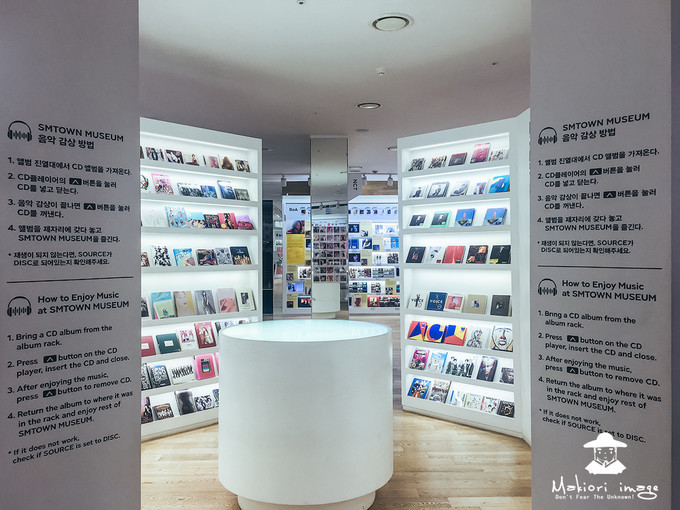 SMTOWN MUSEUM
음악 감상 방법
1. 앨범 진열대에서 CD 앨범을 가져온다.
2. CD플레이어의 버튼을 눌러
CD를 넣고 닫는다.
3. 음악 감상이 끝나면 버튼을 눌러
CD를 꺼낸다.
4. 앨범을 제자리에 갖다 놓고
SMTOWN MUSEUM을 즐긴다.
* 재생이 되지 않는다면, SOURCE가
DISC로 되어있는지 확인해주세요.
How to Enjoy Music
at SMTOWN MUSEUM
1. Bring a CD album from the
album rack.
2. Press button on the CD
player, insert the CD and close.
3. After enjoying the music,
press button to remove CD.
4. Return the album to where it was
in the rack and enjoy rest of
SMTOWN MUSEUM.
* If it does not work,
check if SOURCE is set to DISC.
SMTOWN MUSEUM
음악 감상 방법
1. 앨범 진열대에서 CD 앨범을 가져온다.
2. CD플레이어의 버튼을 눌러
CD를 넣고 닫는다.
3. 음악 감상이 끝나면 버튼을 눌러
CD를 꺼낸다.
4. 앨범을 제자리에 갖다 놓고
SMTOWN MUSEUM을 즐긴다.
* 재생이 되지 않는다면, SOURCE가
DISC로 되어있는지 확인해주세요.
How to Enjoy Music
at SMTOWN MUSEUM
1. Bring a CD album from the
album rack.
2. Press button on the CD
player, insert the CD and close.
3. After enjoying the music,
press button to remove CD.
4. Return the album to where it was
in the rack and enjoy rest of
SMTOWN MUSEUM.
* If it does not work,
check if SOURCE is set to DISC.
Makiori image
Don't Fear The Unknown!